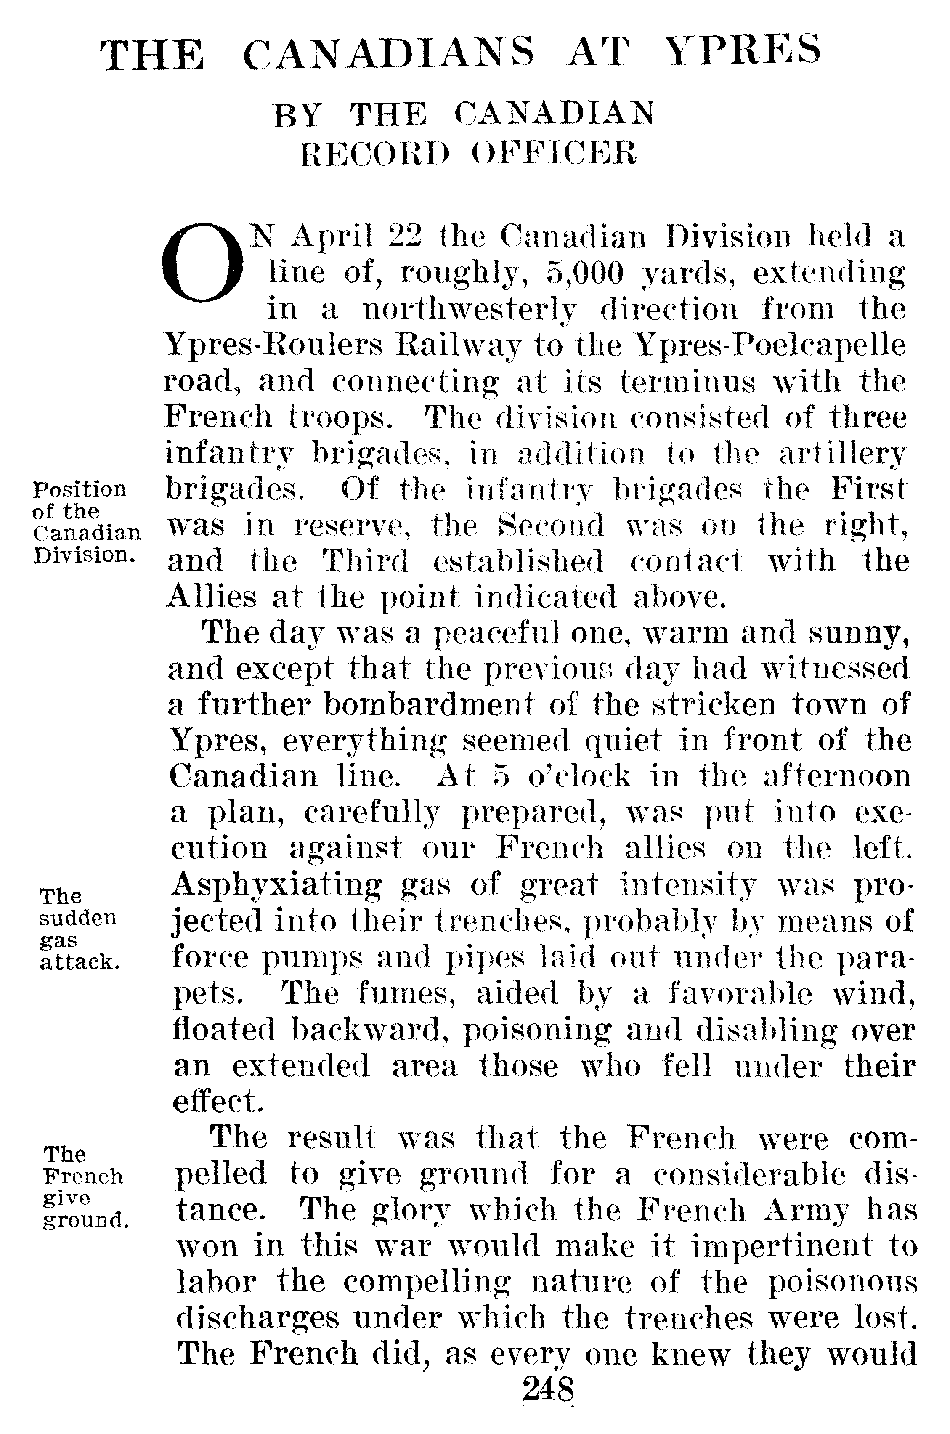 THE CANADIANS AT YPRES
BY THE CANADIAN
RECORD OFFICER
ON April 22 the Canadian Division held a
line of, roughly, 5,000 yards, extending
in a northwesterly direction from the
Ypres-Roulers Railway to the Ypres-Poelcapelle
road, and connecting at its terminus with the
French troops. The division consisted of three
infantry brigades, in addition to the artillery
brigades. Of the infantry brigades the First
was in reserve, the Second was on the right,
and the Third established contact with the
Allies at the point indicated above.
Position
of the
Canadian
Division.
The day was a peaceful one, warm and sunny,
and except that the previous day had witnessed
a further bombardment of the stricken town of
Ypres, everything seemed quiet in front of the
Canadian line. At 5 o'clock in the afternoon
a plan, carefully prepared, was put into exe-
cution against our French allies on the left.
Asphyxiating gas of great intensity was pro-
jected into their trenches, probably by means of
force pumps and pipes laid out under the para-
pets. The fumes, aided by a favorable wind,
floated backward, poisoning and disabling over
an extended area those who fell under their
effect.
The
sudden
gas
attack.
The result was that the French were com-
pelled to give ground for a considerable dis-
tance. The glory which the French Army has
won in this war would make it impertinent to
labor the compelling nature of the poisonous
discharges under which the trenches were lost.
The French did, as every one knew they would
The
French
give
ground.
248